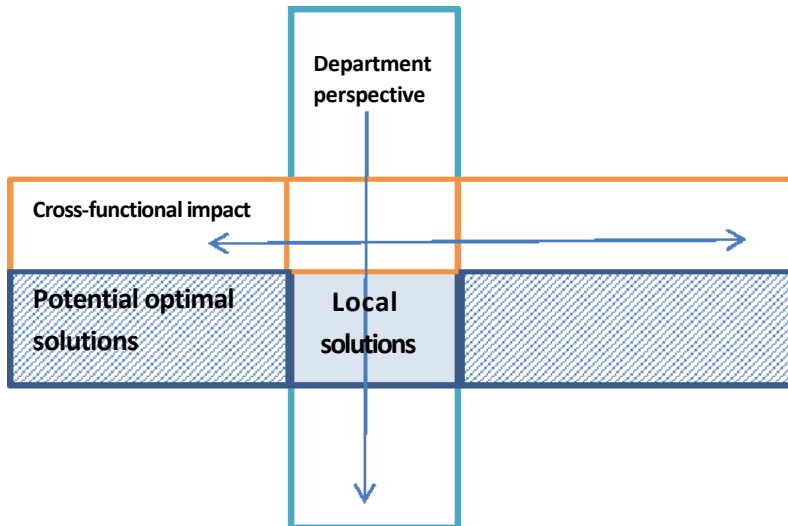 Department
perspective
Cross-functional impact
Potential optimal
solutions
Local
solutions